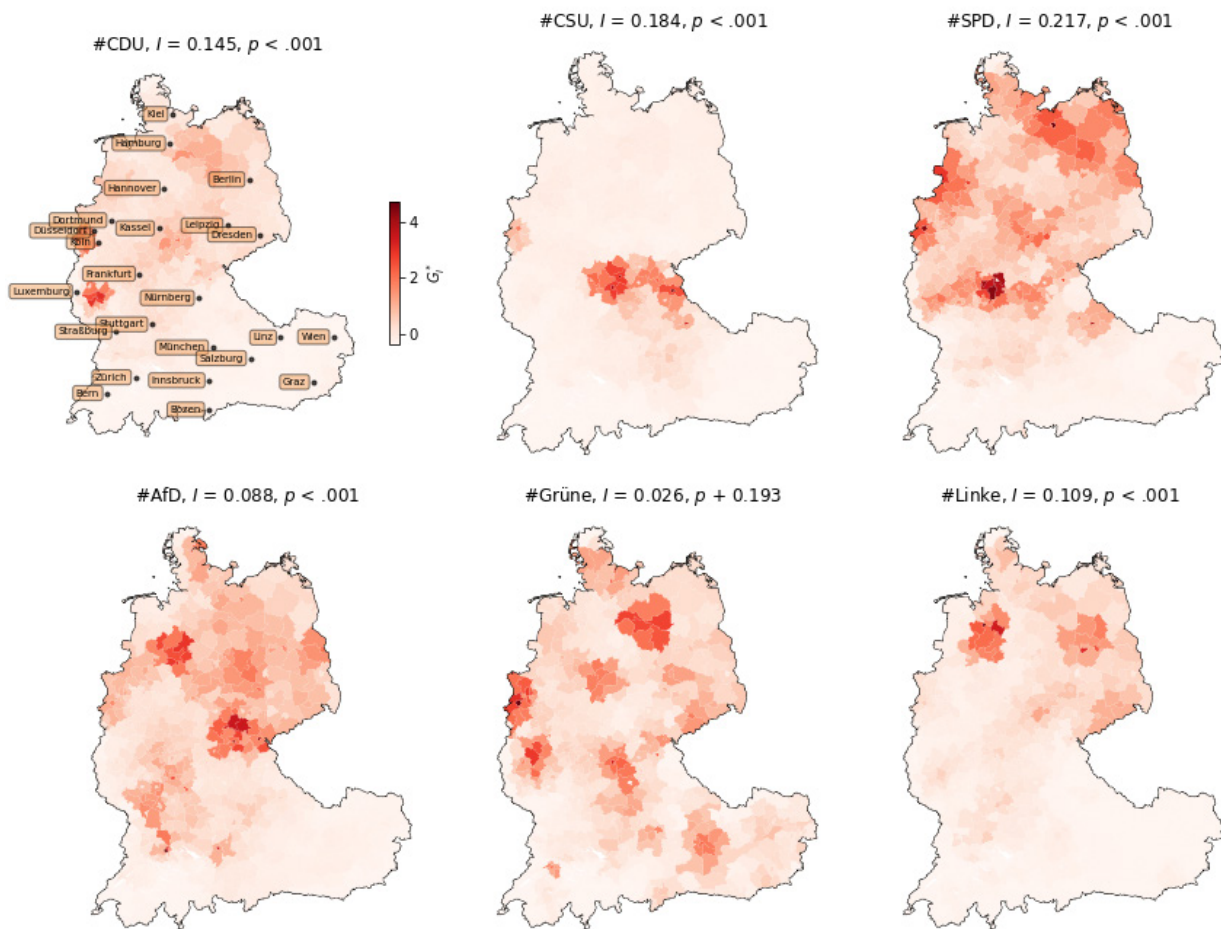 #CDU, I = 0.145, p < .001
#CSU, I = 0.184, p < .001
#SPD, I = 0.217, p < .001
Kiel
Hamburg
Berlin
Hannover
Dortmund
Düsseldorf
Kassel
Leipzig
Dresden
Köln
Frankfurt
Luxemburg
Nürnberg
Stuttgart
Straßburg
Linz
Wien
München
Salzburg
Zürich
Innsbruck
Graz
Bern
Bozen
4
2
0
G*i
#AfD, I = 0.088, p < .001
#Grüne, I = 0.026, p + 0.193
#Linke, I = 0.109, p < .001